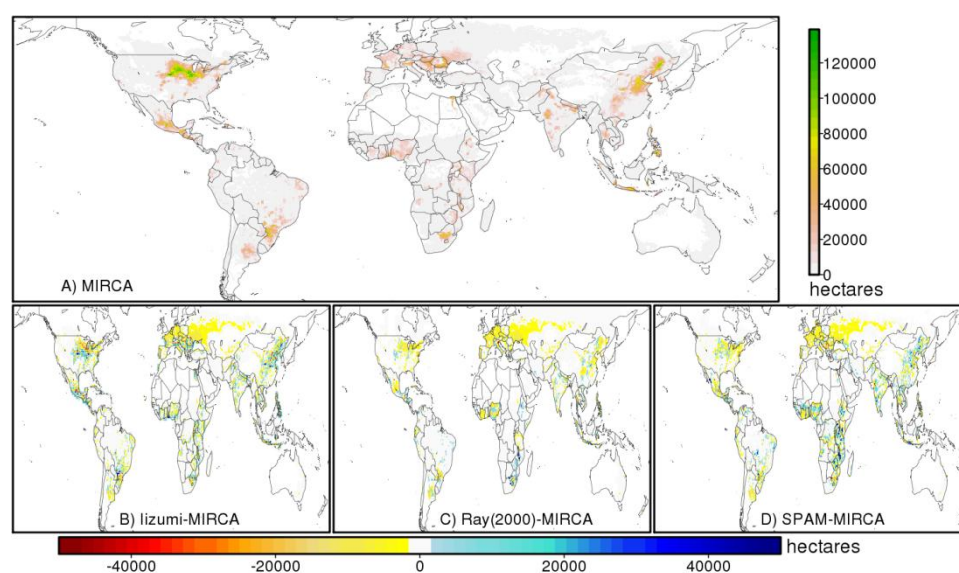 120000
100000
80000
60000
40000
20000
0
hectares
A) MIRCA
B) Iizumi-MIRCA
C) Ray(2000)-MIRCA
D) SPAM-MIRCA
hectares
-40000 -20000 0 20000 40000